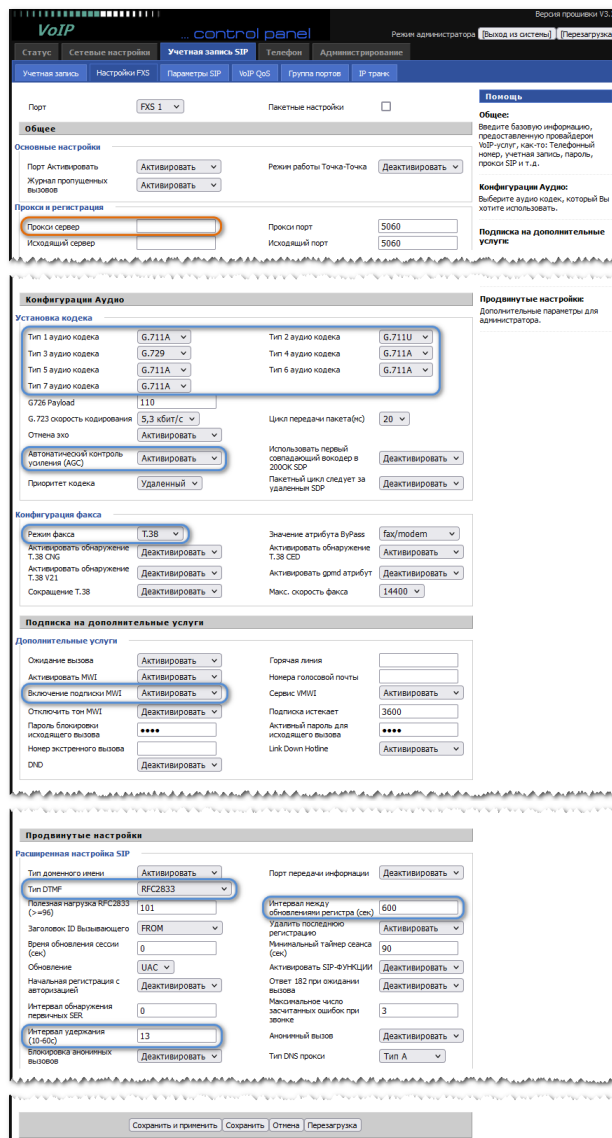 Версия прошивки V3.
VoIP
... control panel
Режим администратора [Выход из системы] [Перезагрузка
Статус Сетевые настройки Учетная запись SIP Телефон Администрирование
Учетная запись Настройки FXS Параметры SIP VoIP QoS Группа портов IP транк
Помощь
Порт FXS 1 Пакетные настройки
Общее:
Введите базовую информацию,
предоставленную провайдером
VoIP-услуг, как-то: Телефонный
номер, учетная запись, пароль,
прокси SIP и т.д.
Конфигурации Аудио:
Выберите аудио кодек, который Вы
хотите использовать.
Подписка на дополнительные
услуги:
Общее
Основные настройки
Порт Активировать Активировать Режим работы Точка-Точка Деактивировать
Журнал пропущенных
вызовов Активировать
Прокси и регистрация
Прокси сервер Прокси порт 5060
Исходящий сервер Исходящий порт 5060
Продвинутые настройки:
Дополнительные параметры для
администратора.
Конфигурации Аудио
Установка кодека
Тип 1 аудио кодека G.711A Тип 2 аудио кодека G.711U
Тип 3 аудио кодека G.729 Тип 4 аудио кодека G.711A
Тип 5 аудио кодека G.711A Тип 6 аудио кодека G.711A
Тип 7 аудио кодека G.711A
G726 Payload 110
G.723 скорость кодирования 5,3 кбит/с Цикл передачи пакета(мс) 20
Отмена эхо Активировать
Автоматический контроль
усиления (AGC) Активировать
Использовать первый
совпадающий вокодер в
200OK SDP Деактивировать
Приоритет кодека Удаленный
Пакетный цикл следует за
удаленным SDP Деактивировать
Конфигурация факса
Режим факса T.38 Значение атрибута ByPass fax/modem
Активировать обнаружение
T.38 CNG Деактивировать
Активировать обнаружение
T.38 CED Активировать
Активировать обнаружение
T.38 V21 Деактивировать Активировать gpmd атрибут Деактивировать
Сокращение T.38 Деактивировать Макс. скорость факса 14400
Подписка на дополнительные услуги
Дополнительные услуги
Ожидание вызова Активировать Горячая линия
Активировать MWI Активировать Номера голосовой почты
Включение подписки MWI Активировать Сервис VMWI Активировать
Отключить тон MWI Деактивировать Подписка истекает 3600
Пароль блокировки
исходящего вызова ••••
Активный пароль для
исходящего вызова ••••
Номер экстренного вызова Link Down Hotline Активировать
DND Деактивировать
Продвинутые настройки
Расширенная настройка SIP
Тип доменного имени Активировать Порт передачи информации Деактивировать
Тип DTMF RFC2833
Полезная нагрузка RFC2833
(>=96) 101
Интервал между
обновлениями регистра (сек) 600
Заголовок ID Вызывающего FROM
Удалить последнюю
регистрацию Активировать
Время обновления сессии
(сек) 0
Минимальный таймер сеанса
(сек) 90
Обновление UAC Активировать SIP-ФУНКЦИИ Деактивировать
Начальная регистрация с
авторизацией Деактивировать
Ответ 182 при ожидании
вызова Деактивировать
Интервал обнаружения
первичных SER 0
Максимальное число
засчитанных ошибок при
звонке 3
Интервал удержания
(10-60с) 13 Анонинный вызов Деактивировать
Блокировка анонимных
вызовов Деактивировать Тип DNS прокси Тип A
Сохранить и применить Сохранить Отмена Перезагрузка